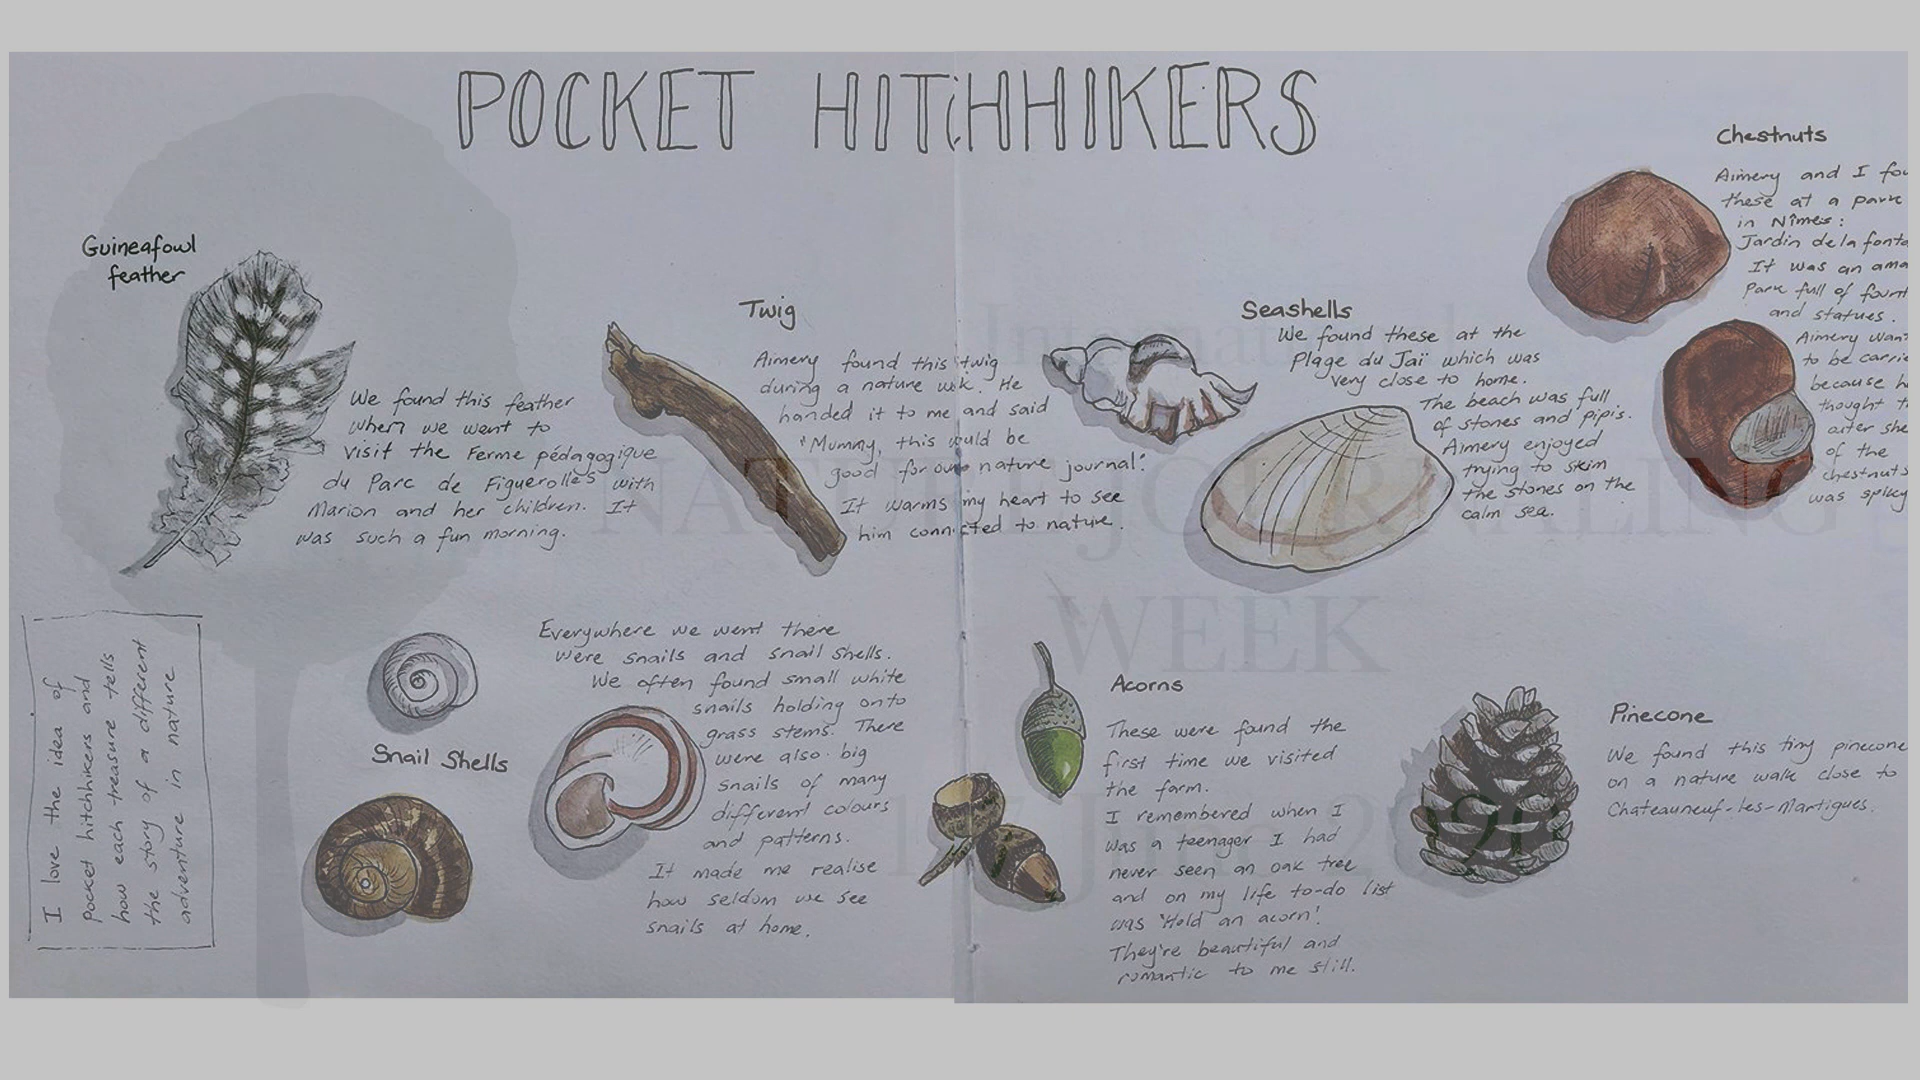 POCKET HITCHHIKERS
Guineafowl
feather
We found this feather
when we went to
visit the Ferme pédagogique
du Parc de Figuerolles with
Marion and her children. It
was such a fun morning.
Twig
Aimery found this twig
during a nature walk. He
handed it to me and said
"Mummy, this would be
good for our nature journal".
It warms my heart to see
him connected to nature.
Seashells
We found these at the
Plage du Jaï which was
very close to home.
The beach was full
of stones and pipis.
Aimery enjoyed
trying to skim
the stones on the
calm sea.
Chestnuts
Aimery and I
these at a park
in Nîmes:
Jardin de la
It was an
park full of
and statues.
Aimery
to be
because
thought
after
of the
chestnuts
was spikey
I love the idea of
pocket hitchhikers and
how each treasure tells
the story of a different
adventure in nature
Snail Shells
Everywhere we went there
were snails and snail shells.
We often found small white
snails holding onto
grass stems. There
were also big
snails of many
different colours
and patterns.
It made me realise
how seldom we see
snails at home.
Acorns
These were found the
first time we visited
the farm.
I remembered when I
was a teenager I had
never seen an oak tree
and on my life to-do list
was 'Hold an acorn'.
They're beautiful and
romantic to me still.
Pinecone
We found this tiny pinecone
on a nature walk close to
Chateauneuf-les-Martigues.
International
NATURE JOURNALING
WEEK
1-7 June 2020